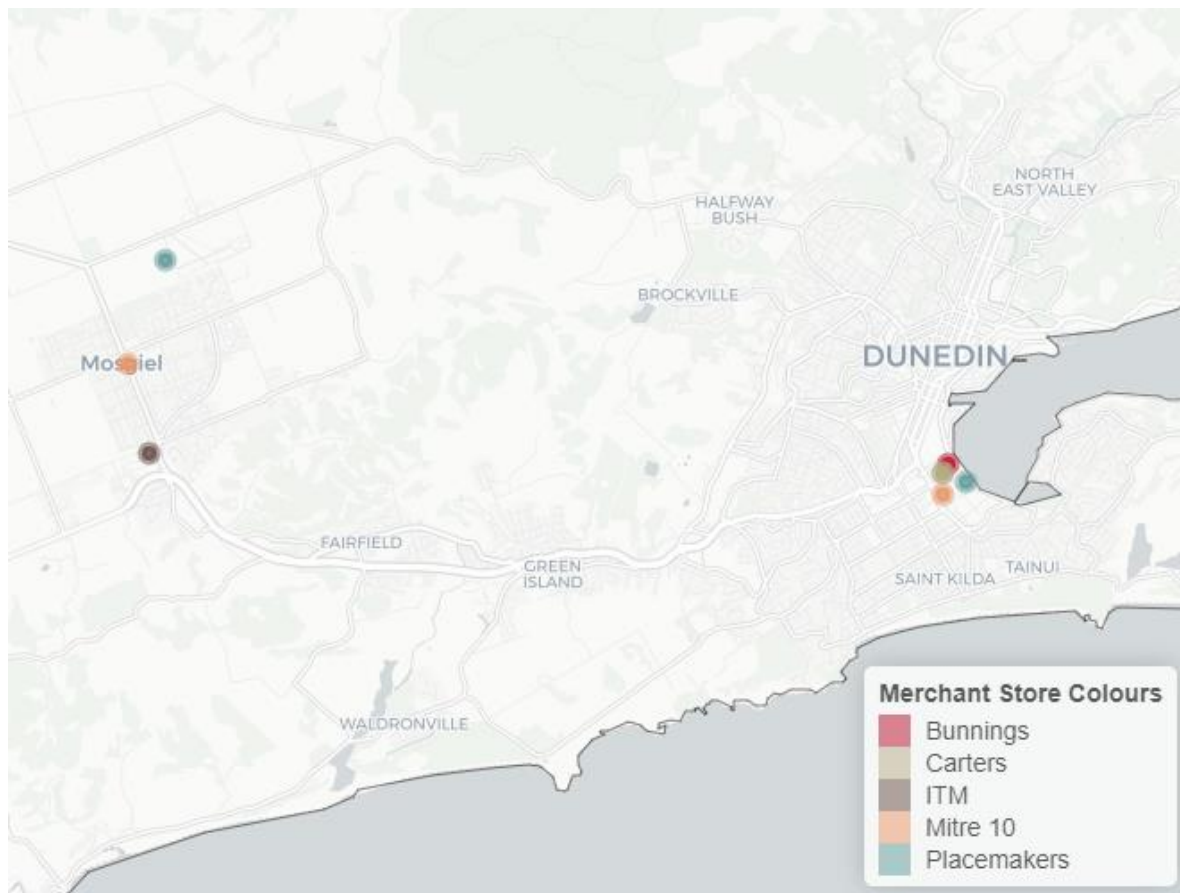 NORTH
EAST VALLEY
HALFWAY
BUSH
BROCKVILLE
DUNEDIN
Mosgiel
FAIRFIELD
GREEN
ISLAND
SAINT KILDA
TAINUI
WALDRONVILLE
Merchant Store Colours
Bunnings
Carters
ITM
Mitre 10
Placemakers